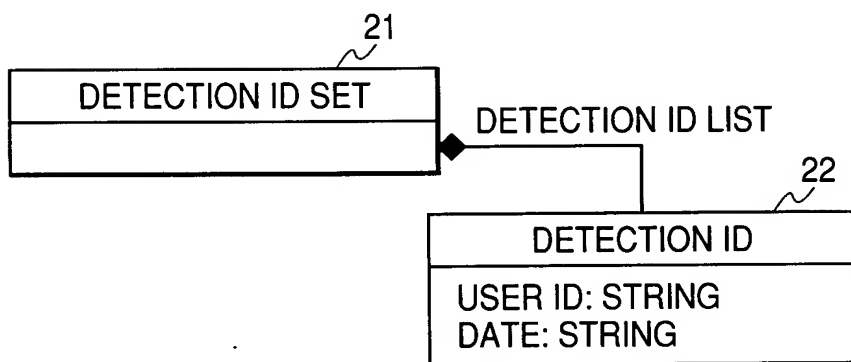 21
DETECTION ID SET
DETECTION ID LIST
22
DETECTION ID
USER ID: STRING
DATE: STRING